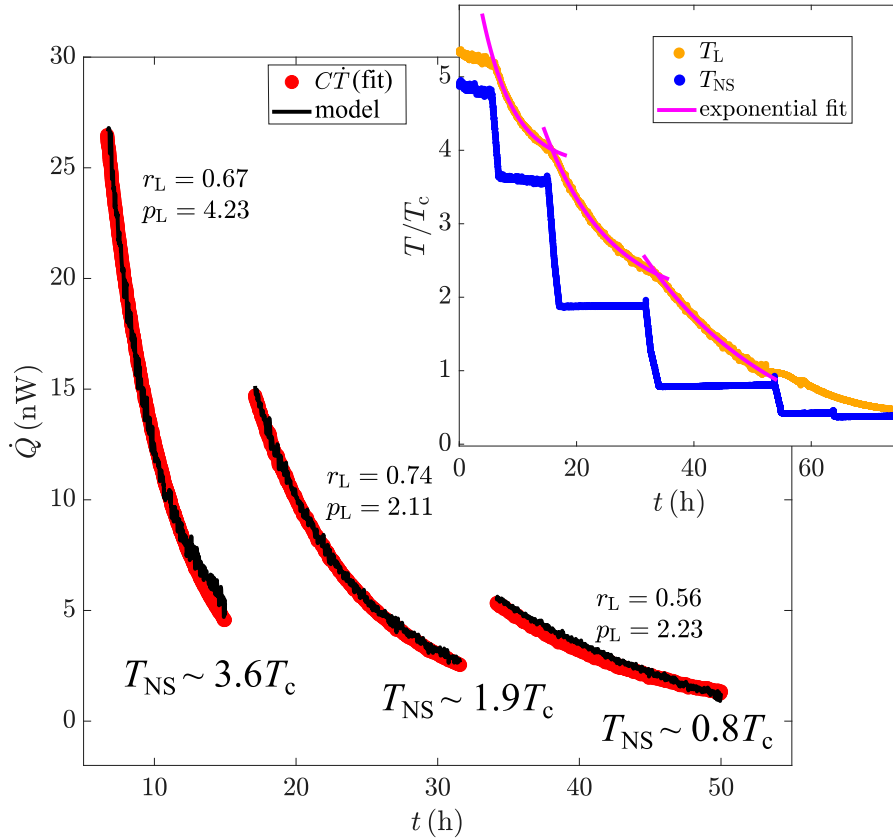 30
25
20
15
10
5
0
Q̇ (nW)
10
20
30
40
50
t (h)
CṪ(fit)
model
r_L = 0.67
p_L = 4.23
r_L = 0.74
p_L = 2.11
r_L = 0.56
p_L = 2.23
T_NS ~ 3.6T_c
T_NS ~ 1.9T_c
T_NS ~ 0.8T_c
5
4
3
2
1
0
T/T_c
0
20
40
60
t (h)
T_L
T_NS
exponential fit